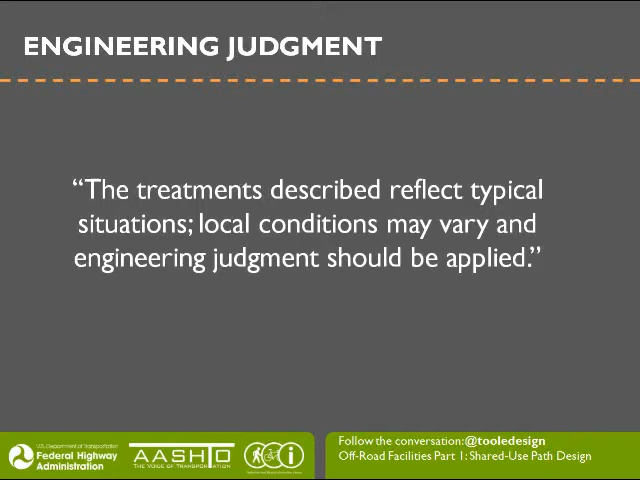 ENGINEERING JUDGMENT
“The treatments described reflect typical
situations; local conditions may vary and
engineering judgment should be applied.”
U.S. Department of Transportation
Federal Highway
Administration
AASHTO
THE VOICE OF TRANSPORTATION
Follow the conversation: @tooledesign
Off-Road Facilities Part 1: Shared-Use Path Design